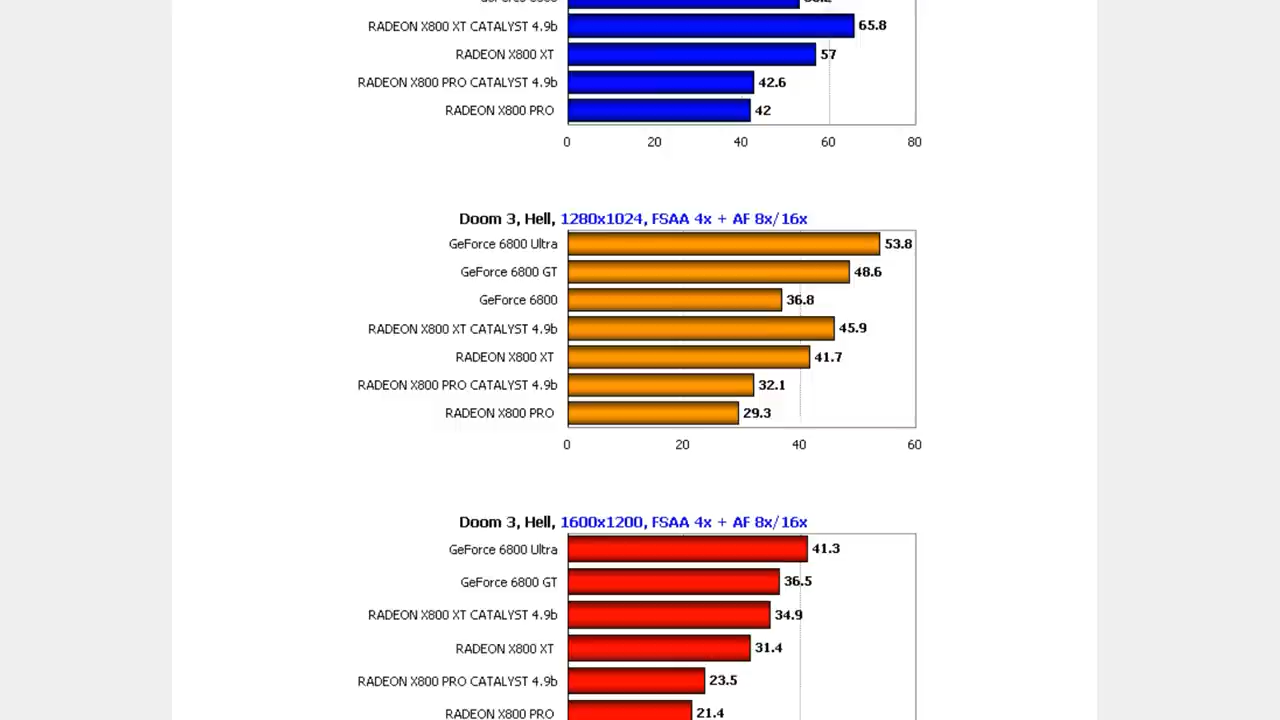 RADEON X800 XT CATALYST 4.9b 65.8
RADEON X800 XT 57
RADEON X800 PRO CATALYST 4.9b 42.6
RADEON X800 PRO 42
0 20 40 60 80
Doom 3, Hell, 1280x1024, FSAA 4x + AF 8x/16x
GeForce 6800 Ultra 53.8
GeForce 6800 GT 48.6
GeForce 6800 36.8
RADEON X800 XT CATALYST 4.9b 45.9
RADEON X800 XT 41.7
RADEON X800 PRO CATALYST 4.9b 32.1
RADEON X800 PRO 29.3
0 20 40 60
Doom 3, Hell, 1600x1200, FSAA 4x + AF 8x/16x
GeForce 6800 Ultra 41.3
GeForce 6800 GT 36.5
RADEON X800 XT CATALYST 4.9b 34.9
RADEON X800 XT 31.4
RADEON X800 PRO CATALYST 4.9b 23.5
RADEON X800 PRO 21.4